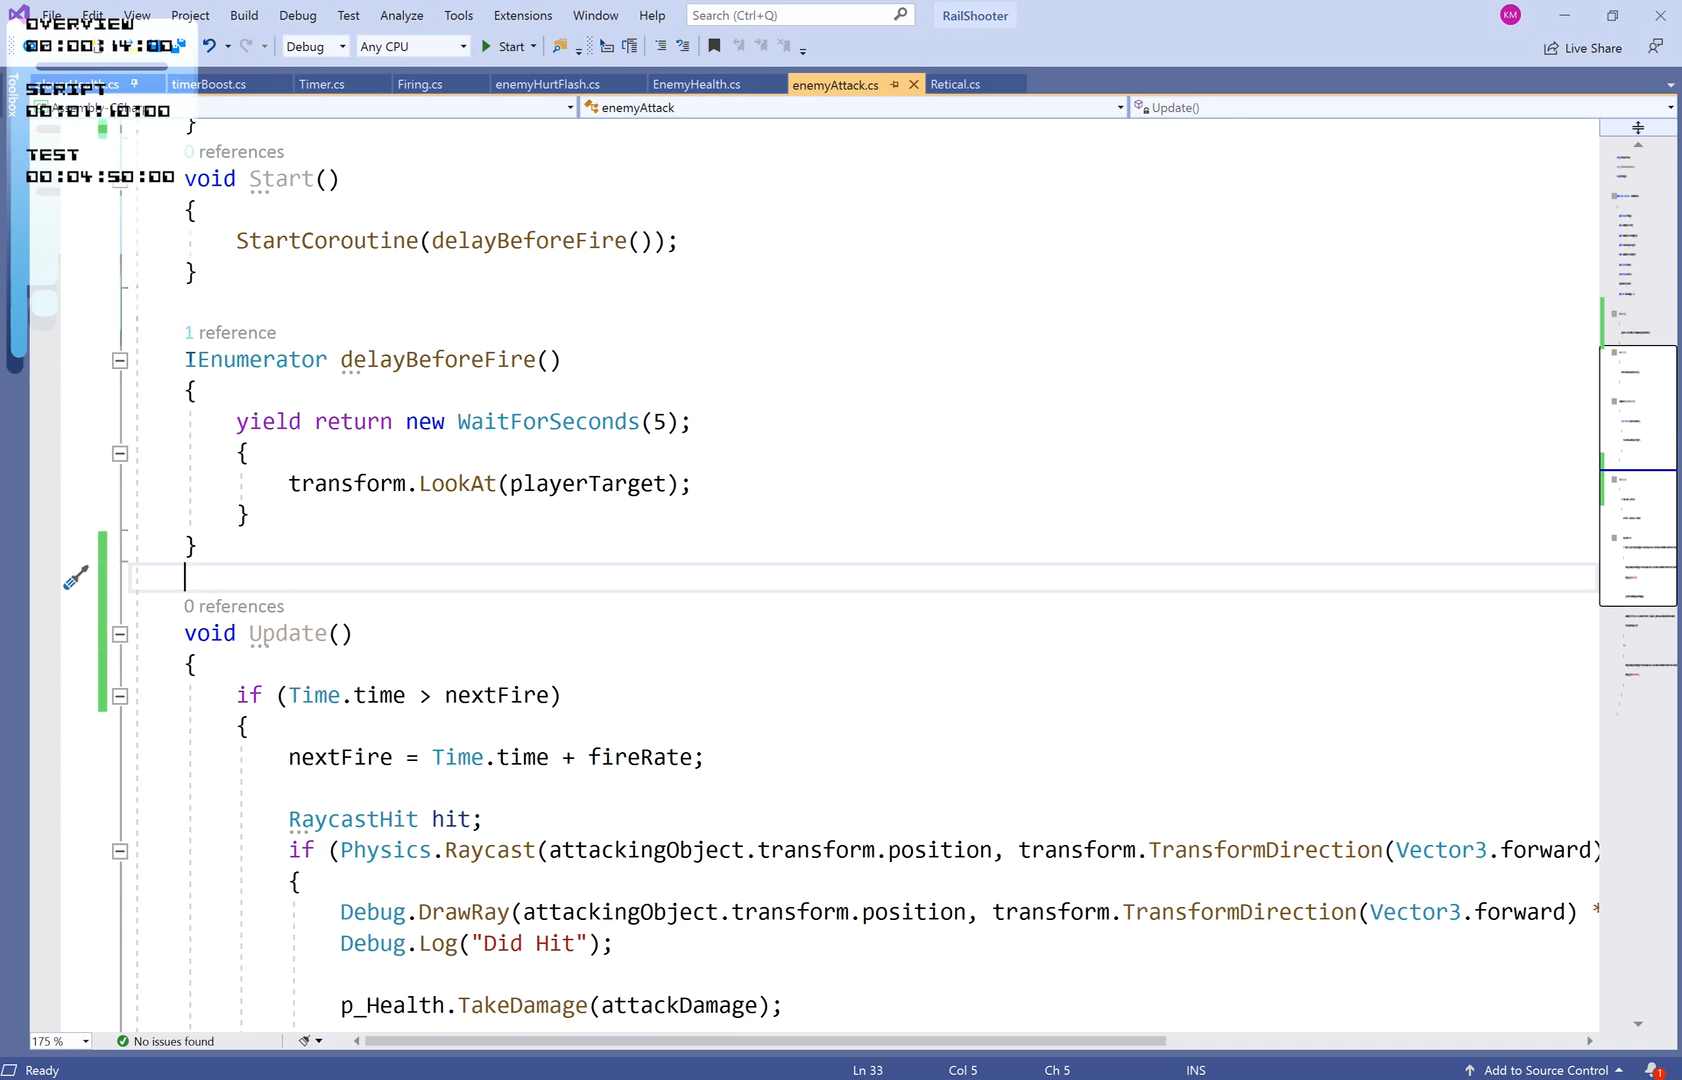 File Edit View Project Build Debug Test Analyze Tools Extensions Window Help Search (Ctrl+Q) RailShooter KM
OVERVIEW
00:00:14:00
Debug Any CPU Start Live Share
playerHealth.cs timerBoost.cs Timer.cs Firing.cs enemyHurtFlash.cs EnemyHealth.cs enemyAttack.cs Retical.cs
Toolbox
SCRIPT
Assembly-CSharp enemyAttack Update()
TEST
00:04:50:00
}
0 references
void Start()
{
StartCoroutine(delayBeforeFire());
}
1 reference
IEnumerator delayBeforeFire()
{
yield return new WaitForSeconds(5);
{
transform.LookAt(playerTarget);
}
}
0 references
void Update()
{
if (Time.time > nextFire)
{
nextFire = Time.time + fireRate;
RaycastHit hit;
if (Physics.Raycast(attackingObject.transform.position, transform.TransformDirection(Vector3.forward)
{
Debug.DrawRay(attackingObject.transform.position, transform.TransformDirection(Vector3.forward) *
Debug.Log("Did Hit");
p_Health.TakeDamage(attackDamage);
175 % No issues found
Ready Ln 33 Col 5 Ch 5 INS Add to Source Control 1